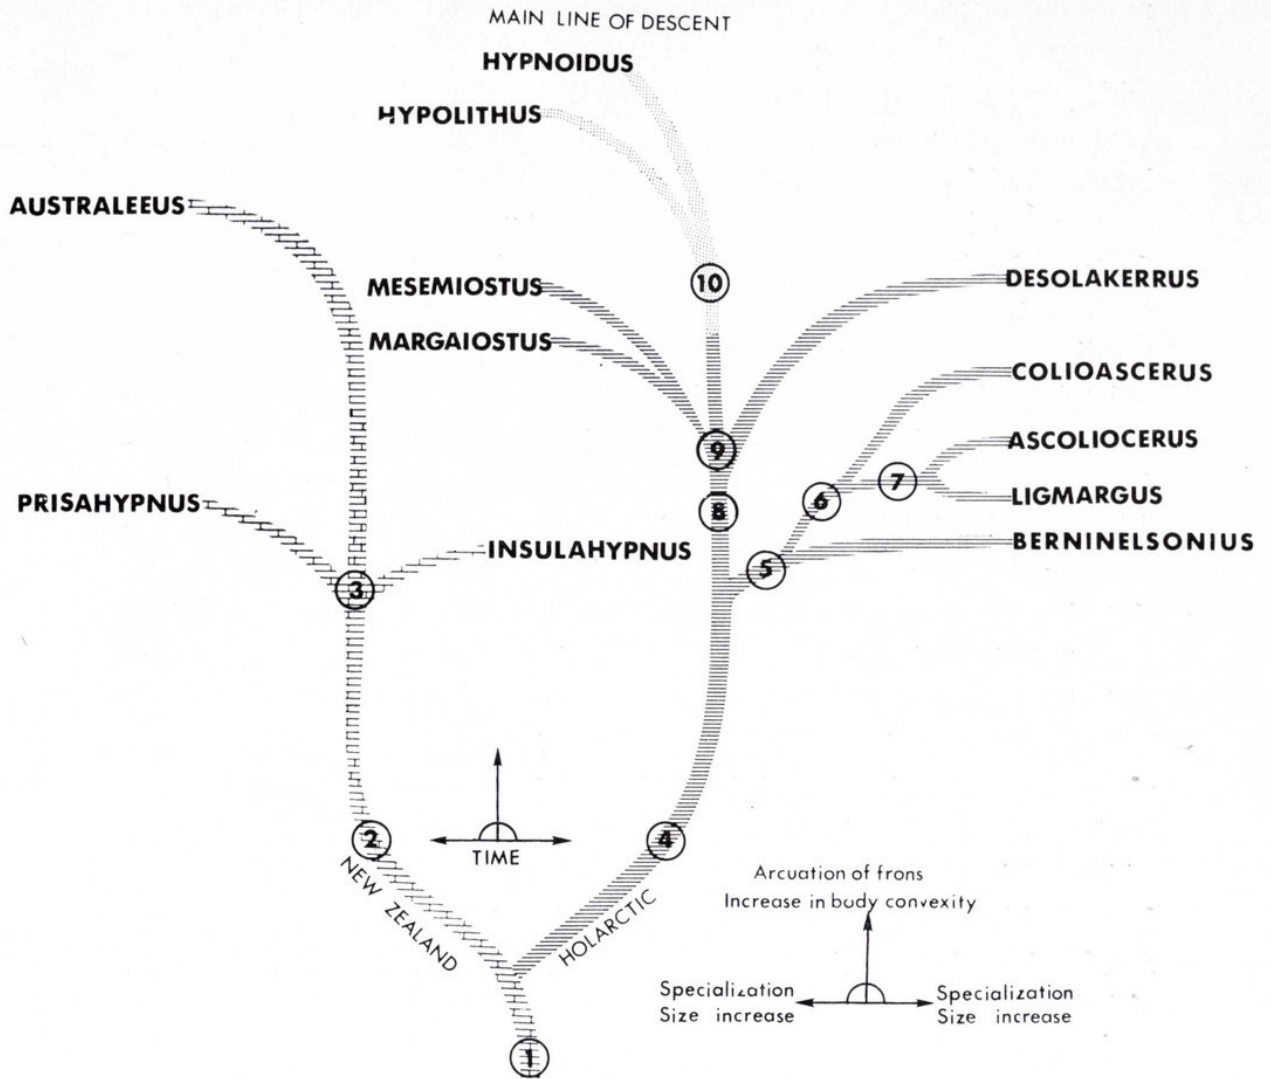 MAIN LINE OF DESCENT
HYPNOIDUS
HYPOLITHUS
AUSTRALEEUS
MESEMIOSTUS
10
DESOLAKERRUS
MARGAIOSTUS
COLIOASCERUS
9
ASCOLIOCERUS
7
PRISAHYPNUS
6
LIGMARGUS
8
INSULAHYPNUS
BERNINELSONIUS
5
3
2
4
TIME
NEW ZEALAND
HOLARCTIC
Arcuation of frons
Increase in body convexity
Specialization
Size increase
Specialization
Size increase
1